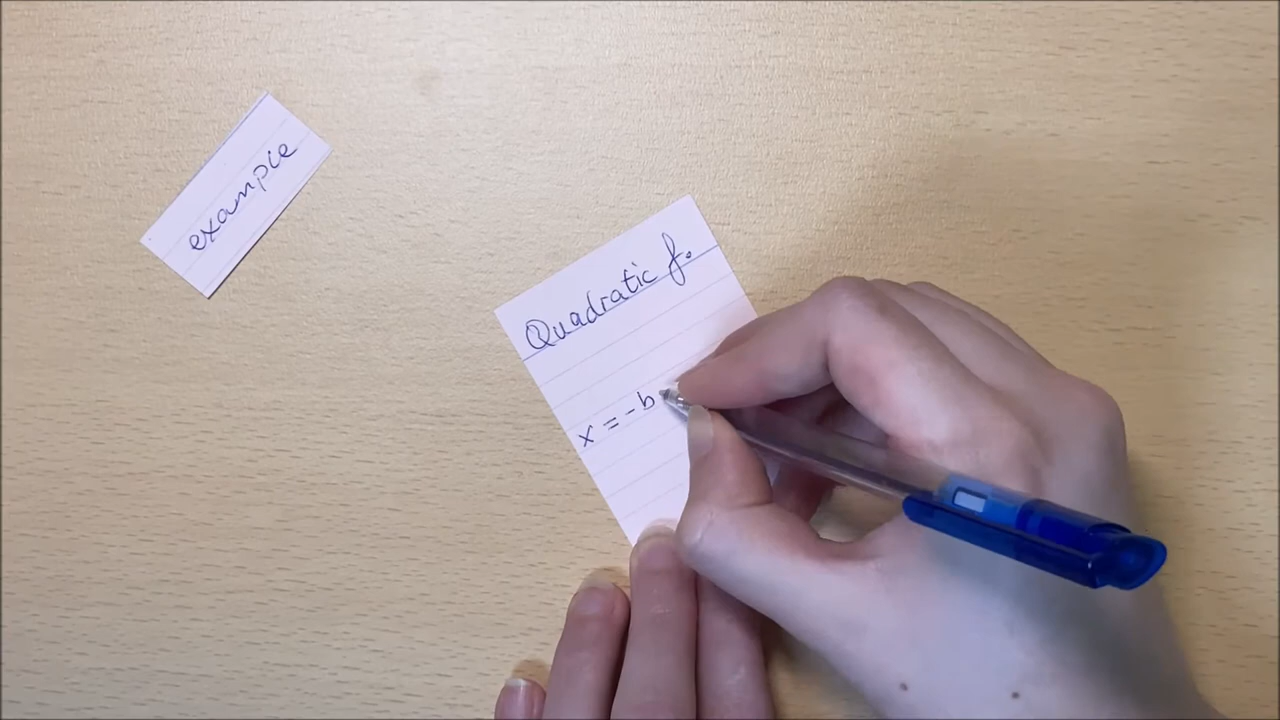 example
Quadratic f.
x = -b